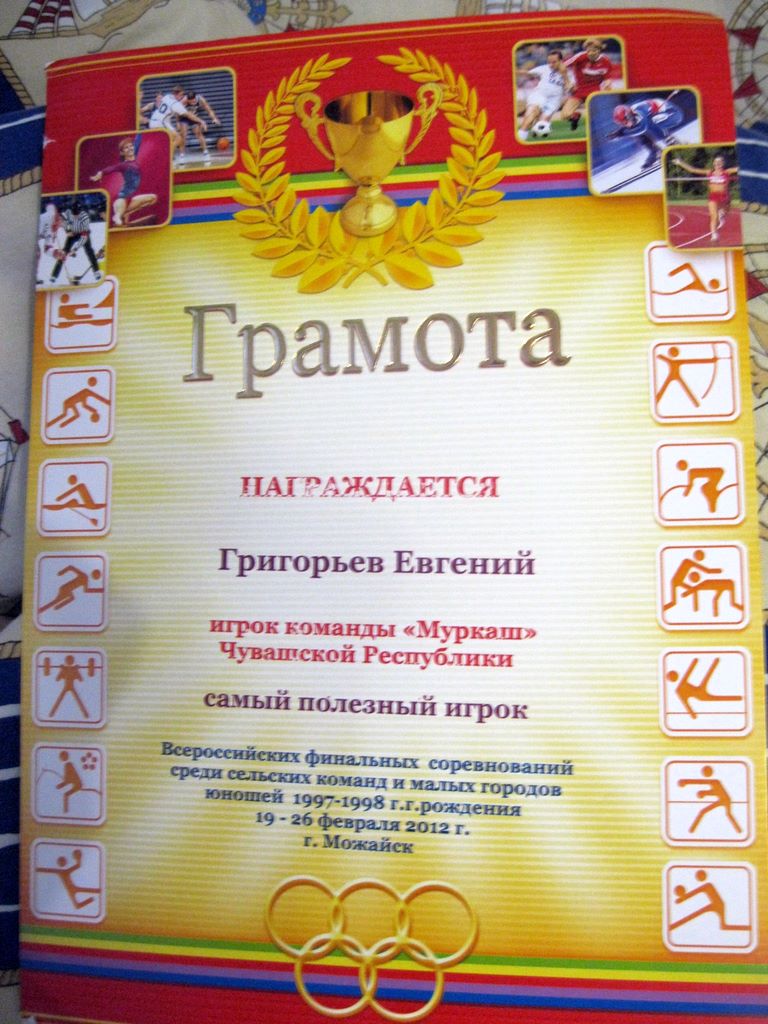 Грамота
НАГРАЖДАЕТСЯ
Григорьев Евгений
игрок команды «Муркаш»
Чувашской Республики
самый полезный игрок
Всероссийских финальных соревнований
среди сельских команд и малых городов
юношей 1997-1998 г.г.рождения
19 - 26 февраля 2012 г.
г. Можайск